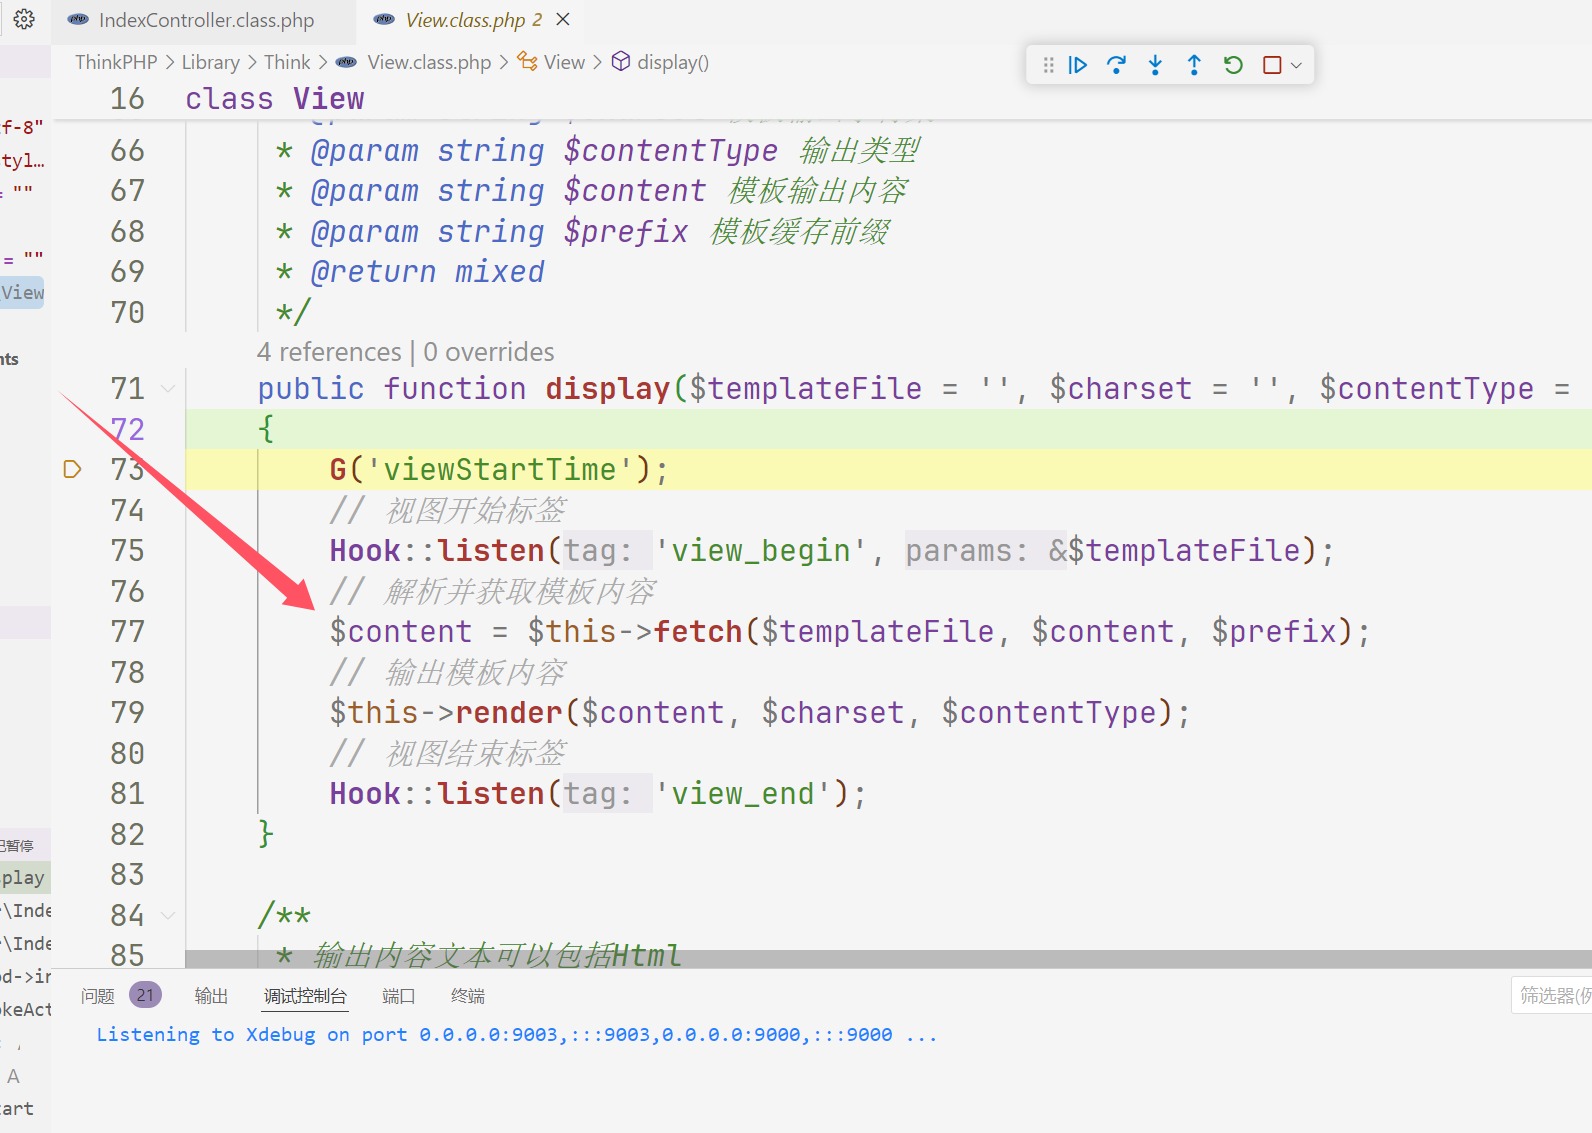 IndexController.class.php
View.class.php 2
ThinkPHP > Library > Think > View.class.php > View > display()
16 class View
66 * @param string $contentType 输出类型
67 * @param string $content 模板输出内容
68 * @param string $prefix 模板缓存前缀
69 * @return mixed
70 */
4 references | 0 overrides
71 public function display($templateFile = '', $charset = '', $contentType =
72 {
73 G('viewStartTime');
74 // 视图开始标签
75 Hook::listen(tag: 'view_begin', params: &$templateFile);
76 // 解析并获取模板内容
77 $content = $this->fetch($templateFile, $content, $prefix);
78 // 输出模板内容
79 $this->render($content, $charset, $contentType);
80 // 视图结束标签
81 Hook::listen(tag: 'view_end');
82 }
83
84 /**
85 * 输出内容文本可以包括Html
f-8"
tyl…
= ""
= ""
View
nts
已暂停
play
\Inde
\Inde
od->in
keAct
A
art
问题 21 输出 调试控制台 端口 终端
筛选器(例
Listening to Xdebug on port 0.0.0.0:9003,:::9003,0.0.0.0:9000,:::9000 ...